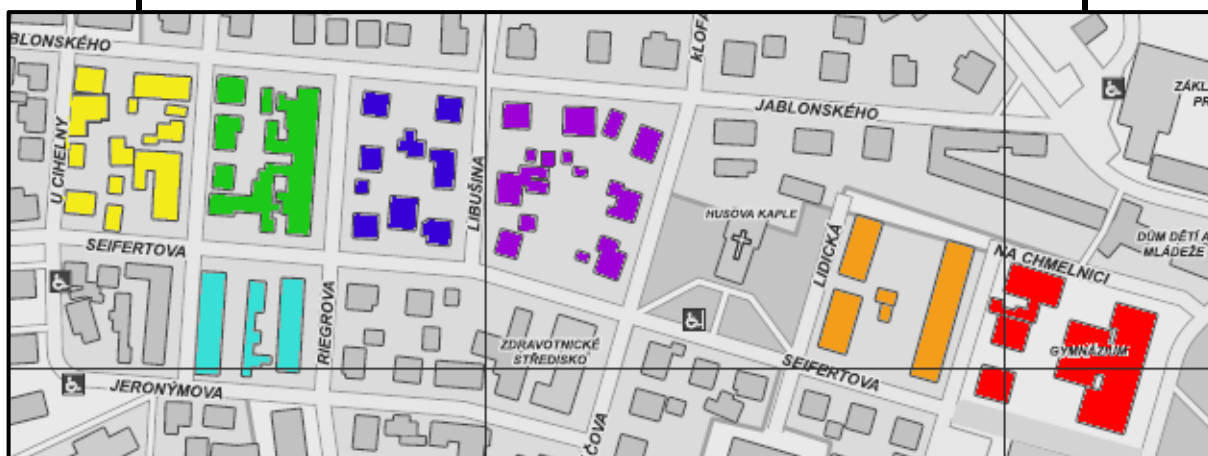 BLONSKÉHO
KLOFÁ
ZÁKL
PR
JABLONSKÉHO
U CIHELNY
LIBUŠINA
HUSOVA KAPLE
LIDICKÁ
DŮM DĚTÍ A
MLÁDEŽE
SEIFERTOVA
NA CHMELNICI
RIEGROVA
ZDRAVOTNICKÉ
STŘEDISKO
GYMNÁZIUM
SEIFERTOVA
JERONÝMOVA
ČOVA